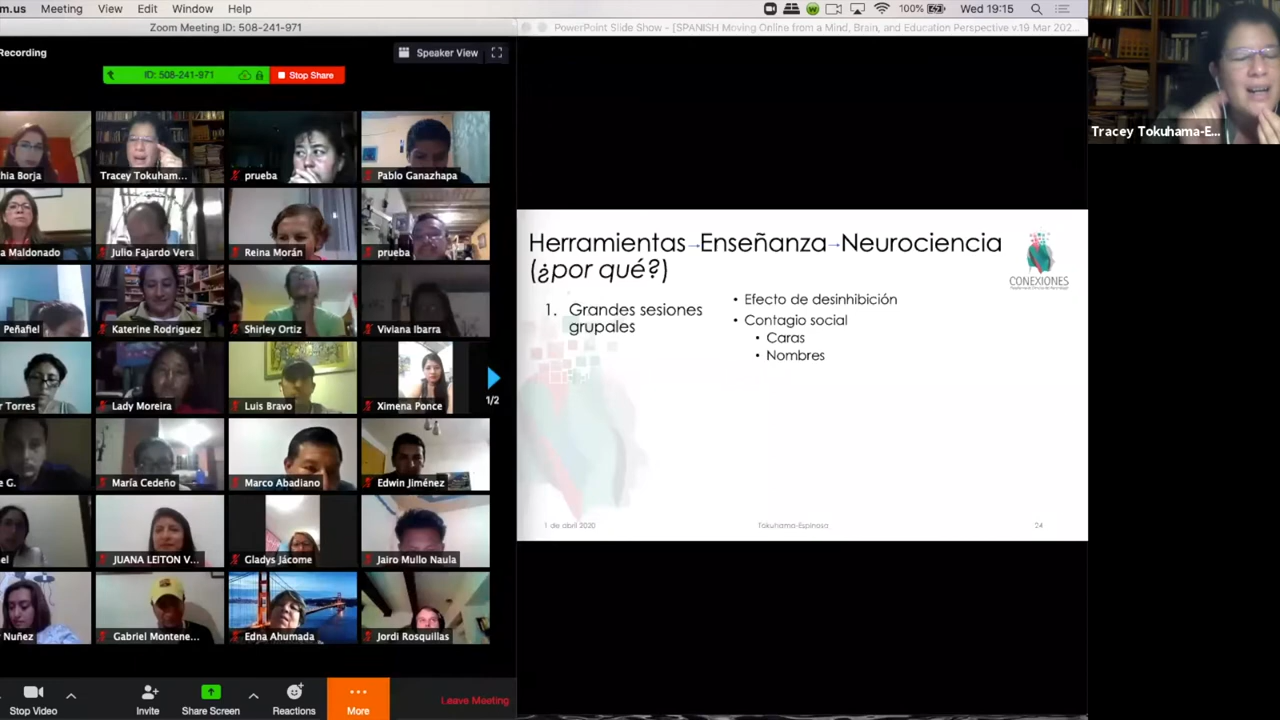 m.us Meeting View Edit Window Help 100% Wed 19:15
Zoom Meeting ID: 508-241-971
PowerPoint Slide Show - [SPANISH Moving Online from a Mind, Brain, and Education Perspective v.19 Mar 202...
Recording
Speaker View
ID: 508-241-971
Stop Share
hia Borja
Tracey Tokuham...
prueba
Pablo Ganazhapa
a Maldonado
Julio Fajardo Vera
Reina Morán
prueba
Peñafiel
Katerine Rodriguez
Shirley Ortiz
Viviana Ibarra
r Torres
Lady Moreira
Luis Bravo
Ximena Ponce
1/2
e G.
María Cedeño
Marco Abadiano
Edwin Jiménez
el
JUANA LEITON V...
Gladys Jácome
Jairo Mullo Naula
Nuñez
Gabriel Montene...
Edna Ahumada
Jordi Rosquillas
Stop Video
Invite
Share Screen
Reactions
More
Leave Meeting
Herramientas→Enseñanza→Neurociencia
(¿por qué?)
CONEXIONES
1. Grandes sesiones
grupales
• Efecto de desinhibición
• Contagio social
• Caras
• Nombres
1 de abril 2020
Tokuhama-Espinosa
24
Tracey Tokuhama-E...